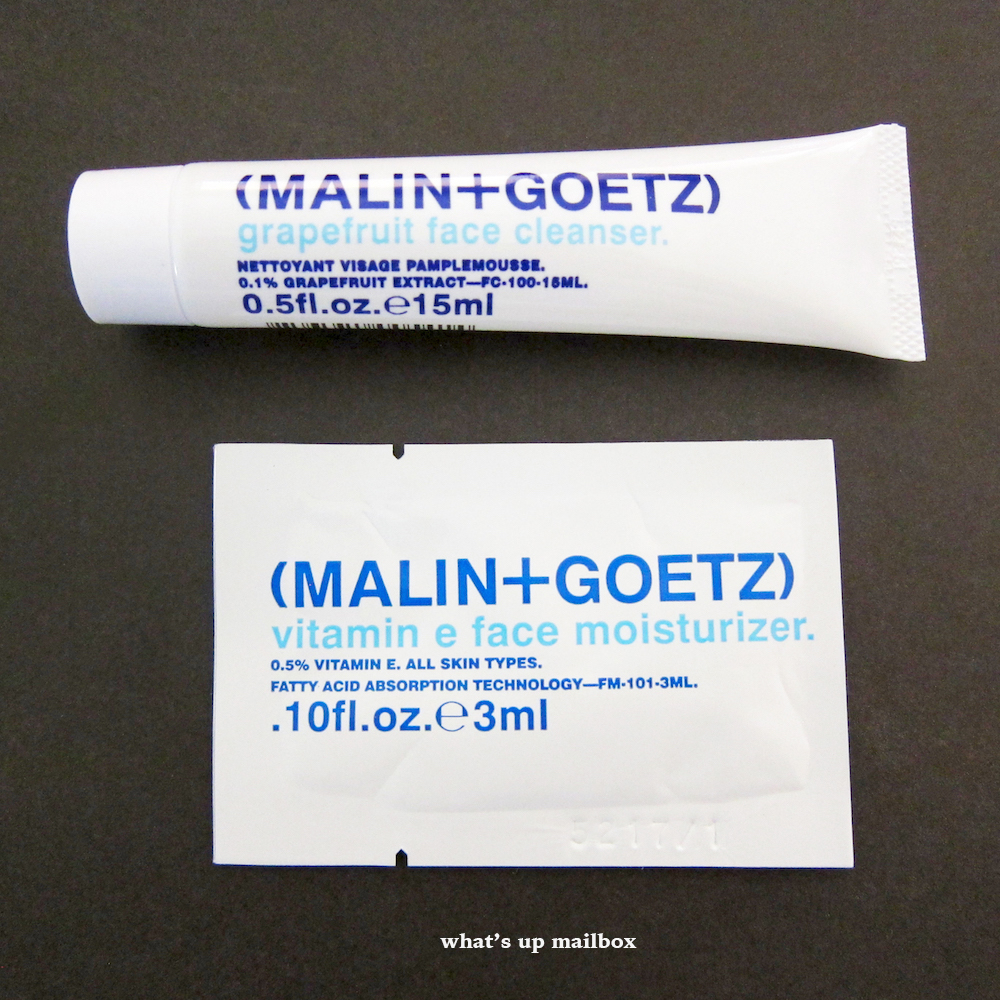 (MALIN+GOETZ)
grapefruit face cleanser.
NETTOYANT VISAGE PAMPLEMOUSSE.
0.1% GRAPEFRUIT EXTRACT—FC-100-15ML.
0.5fl.oz.℮15ml
(MALIN+GOETZ)
vitamin e face moisturizer.
0.5% VITAMIN E. ALL SKIN TYPES.
FATTY ACID ABSORPTION TECHNOLOGY—FM-101-3ML.
.10fl.oz.℮3ml
5217/1
what's up mailbox